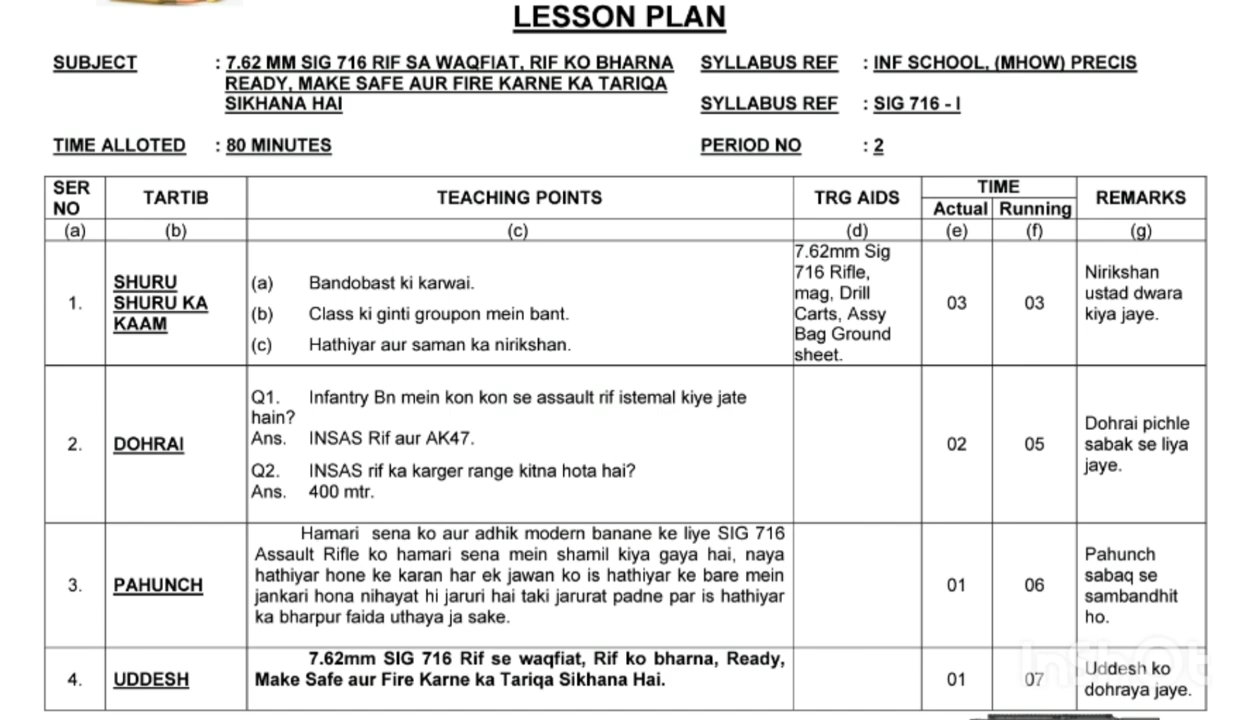 LESSON PLAN
SUBJECT : 7.62 MM SIG 716 RIF SA WAQFIAT, RIF KO BHARNA
READY, MAKE SAFE AUR FIRE KARNE KA TARIQA
SIKHANA HAI
SYLLABUS REF : INF SCHOOL, (MHOW) PRECIS
SYLLABUS REF : SIG 716 - I
TIME ALLOTED : 80 MINUTES
PERIOD NO : 2
SER NO
TARTIB
TEACHING POINTS
TRG AIDS
TIME
Actual Running
REMARKS
(a) (b) (c) (d) (e) (f) (g)
1.
SHURU
SHURU KA
KAAM
(a) Bandobast ki karwai.
(b) Class ki ginti groupon mein bant.
(c) Hathiyar aur saman ka nirikshan.
7.62mm Sig
716 Rifle,
mag, Drill
Carts, Assy
Bag Ground
sheet.
03
03
Nirikshan
ustad dwara
kiya jaye.
2.
DOHRAI
Q1. Infantry Bn mein kon kon se assault rif istemal kiye jate
hain?
Ans. INSAS Rif aur AK47.
Q2. INSAS rif ka karger range kitna hota hai?
Ans. 400 mtr.
02
05
Dohrai pichle
sabak se liya
jaye.
3.
PAHUNCH
Hamari sena ko aur adhik modern banane ke liye SIG 716
Assault Rifle ko hamari sena mein shamil kiya gaya hai, naya
hathiyar hone ke karan har ek jawan ko is hathiyar ke bare mein
jankari hona nihayat hi jaruri hai taki jarurat padne par is hathiyar
ka bharpur faida uthaya ja sake.
01
06
Pahunch
sabaq se
sambandhit
ho.
4.
UDDESH
7.62mm SIG 716 Rif se waqfiat, Rif ko bharna, Ready,
Make Safe aur Fire Karne ka Tariqa Sikhana Hai.
01
07
Uddesh ko
dohraya jaye.
InShOt